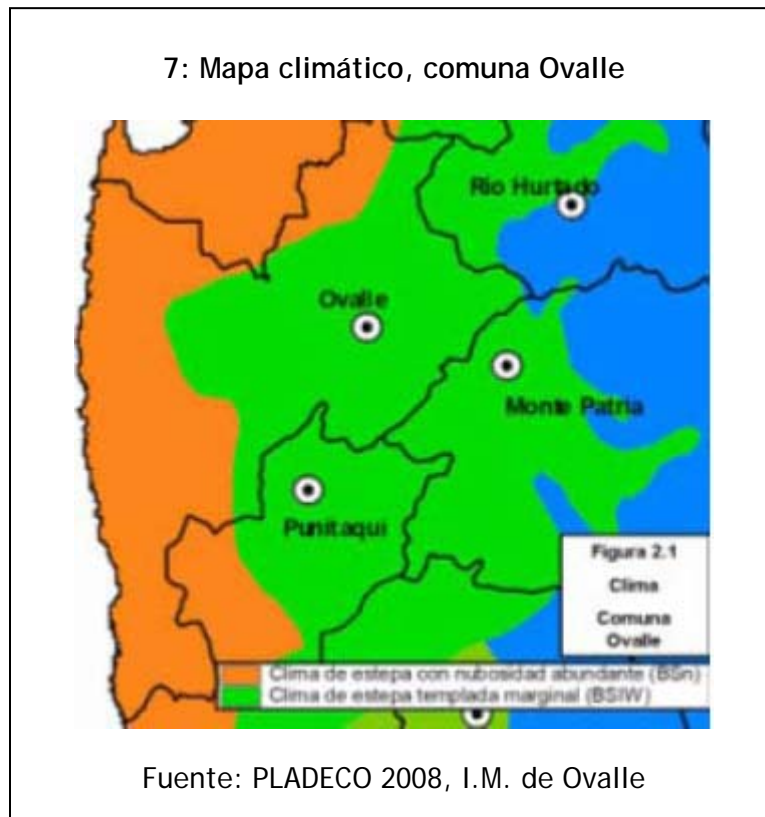 7: Mapa climático, comuna Ovalle
Rio Hurtado
Ovalle
Monte Patria
Punitaqui
Figura 2.1
Clima
Comuna
Ovalle
Clima de estepa con nubosidad abundante (BSn)
Clima de estepa templada marginal (BSIW)
Fuente: PLADECO 2008, I.M. de Ovalle